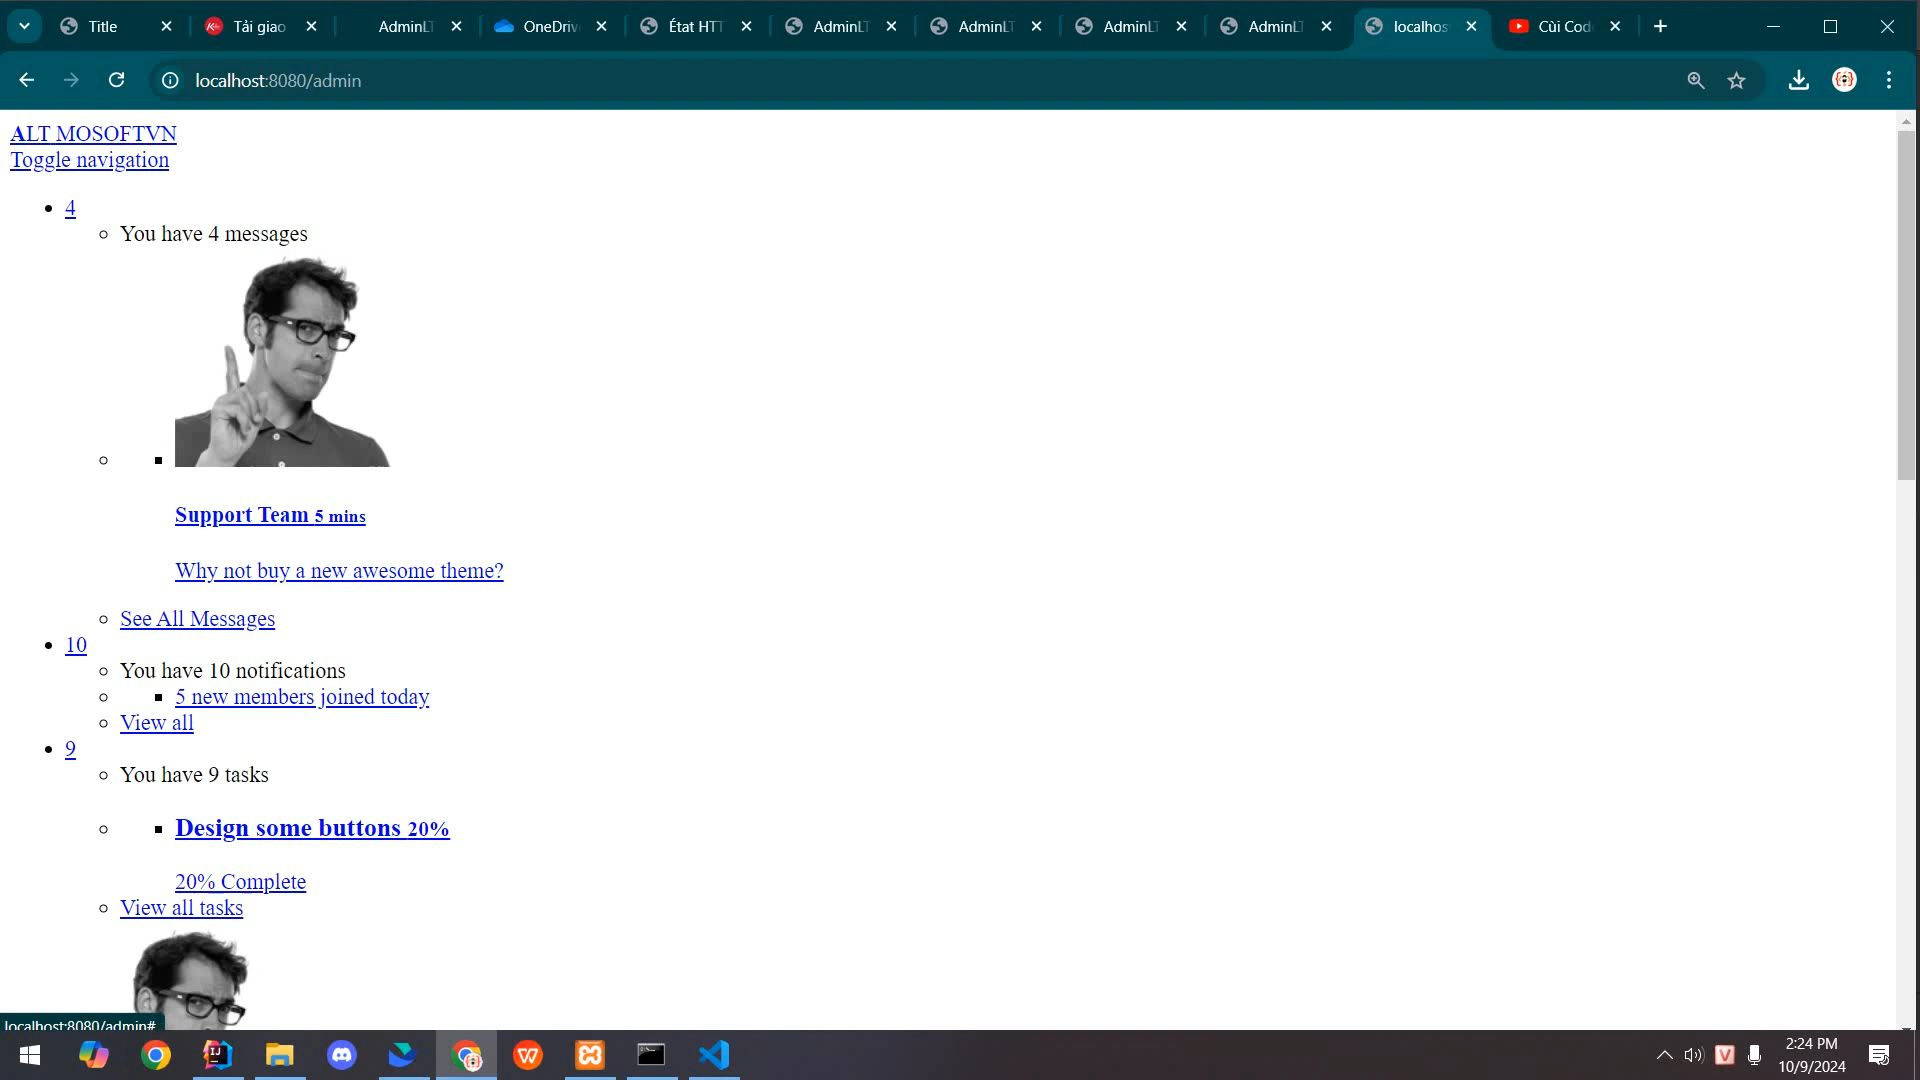 Title
Tải giao
AdminLT
OneDriv
État HTT
AdminLT
AdminLT
AdminLT
AdminLT
localhos
Cùi Cod
localhost:8080/admin
ALT MOSOFTVN
Toggle navigation
4
You have 4 messages
Support Team 5 mins
Why not buy a new awesome theme?
See All Messages
10
You have 10 notifications
5 new members joined today
View all
9
You have 9 tasks
Design some buttons 20%
20% Complete
View all tasks
localhost:8080/admin#
2:24 PM
10/9/2024